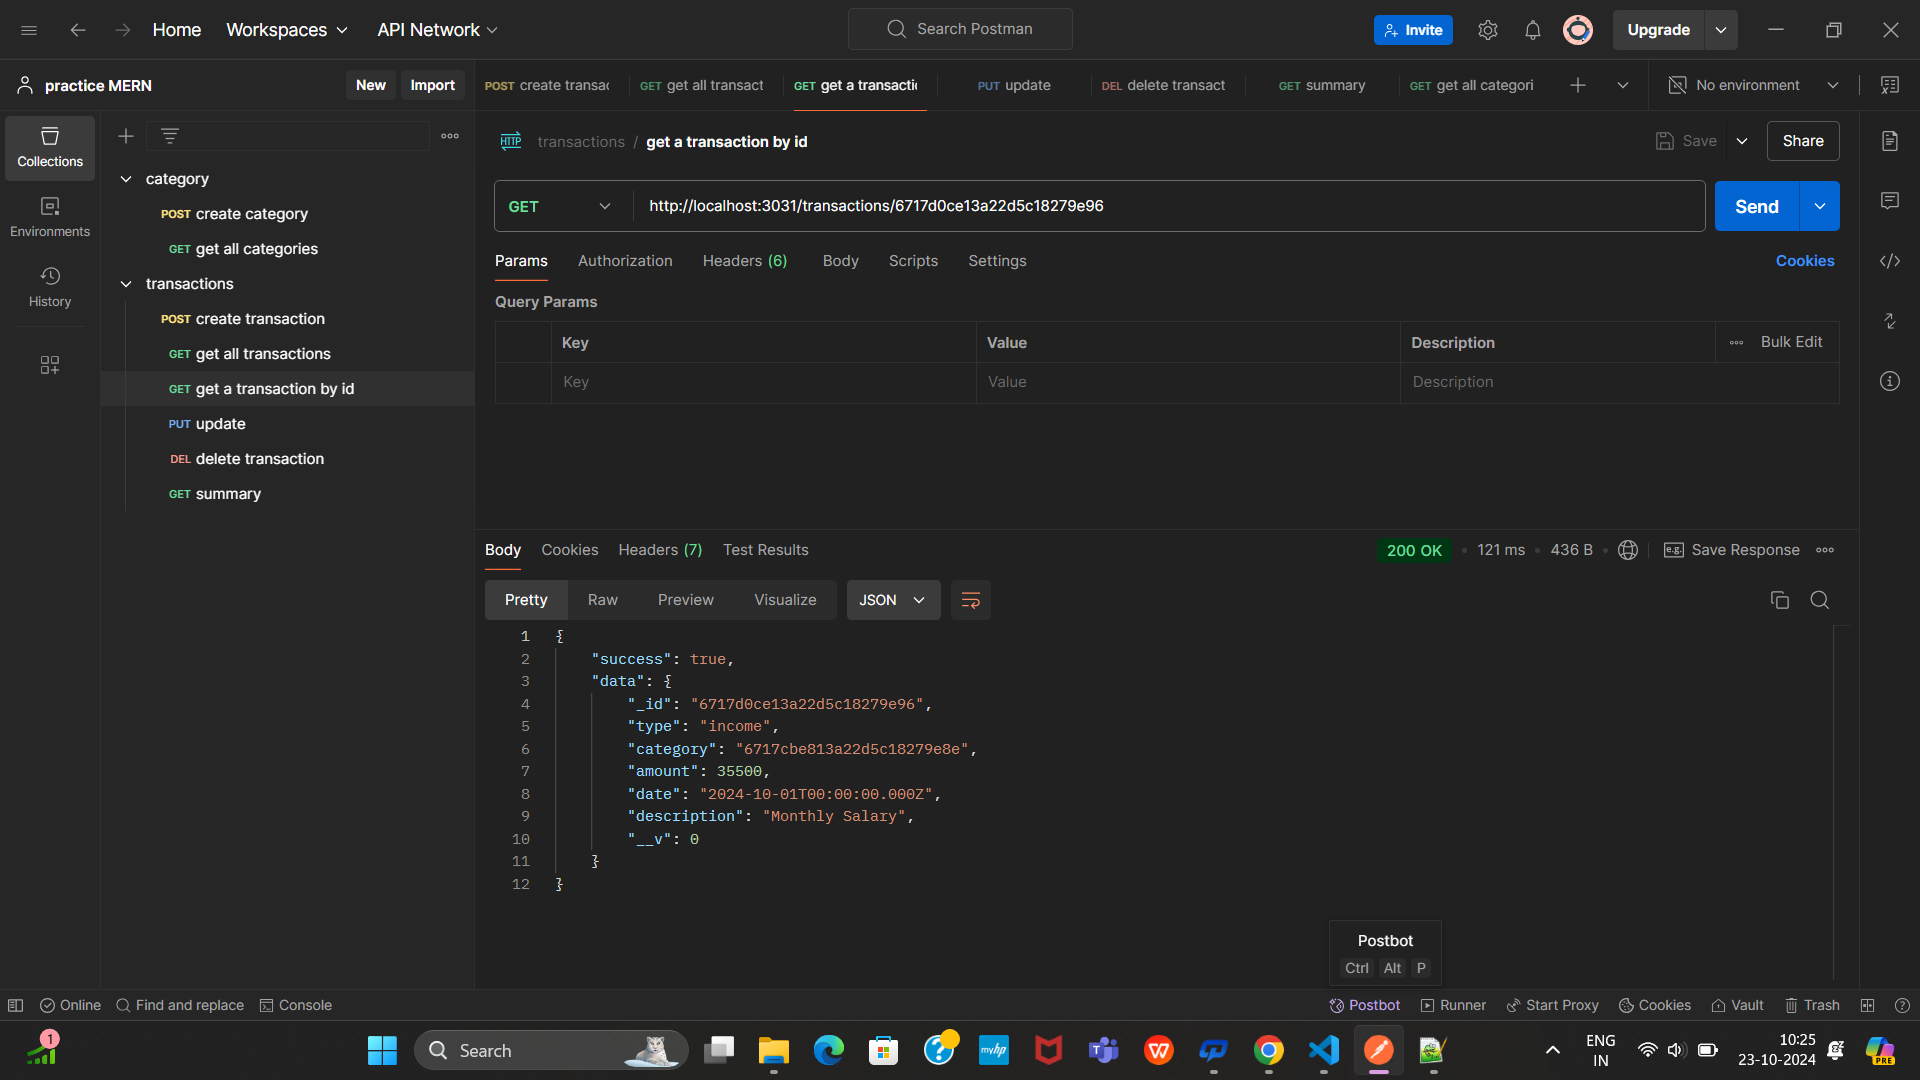 Home
Workspaces
API Network
Search Postman
Invite
Upgrade
practice MERN
New
Import
POST create transac
GET get all transact
GET get a transactic
PUT update
DEL delete transact
GET summary
GET get all categori
No environment
Collections
Environments
History
category
POST create category
GET get all categories
transactions
POST create transaction
GET get all transactions
GET get a transaction by id
PUT update
DEL delete transaction
GET summary
HTTP
transactions / get a transaction by id
Save
Share
GET
http://localhost:3031/transactions/6717d0ce13a22d5c18279e96
Send
Params
Authorization
Headers (6)
Body
Scripts
Settings
Cookies
Query Params
Key
Value
Description
Bulk Edit
Key
Value
Description
Body
Cookies
Headers (7)
Test Results
200 OK
121 ms
436 B
e.g.
Save Response
Pretty
Raw
Preview
Visualize
JSON
1 {
2 "success": true,
3 "data": {
4 "_id": "6717d0ce13a22d5c18279e96",
5 "type": "income",
6 "category": "6717cbe813a22d5c18279e8e",
7 "amount": 35500,
8 "date": "2024-10-01T00:00:00.000Z",
9 "description": "Monthly Salary",
10 "__v": 0
11 }
12 }
Postbot
Ctrl Alt P
Online
Find and replace
Console
Postbot
Runner
Start Proxy
Cookies
Vault
Trash
1
Search
myhp
ENG
IN
10:25
23-10-2024
PRE